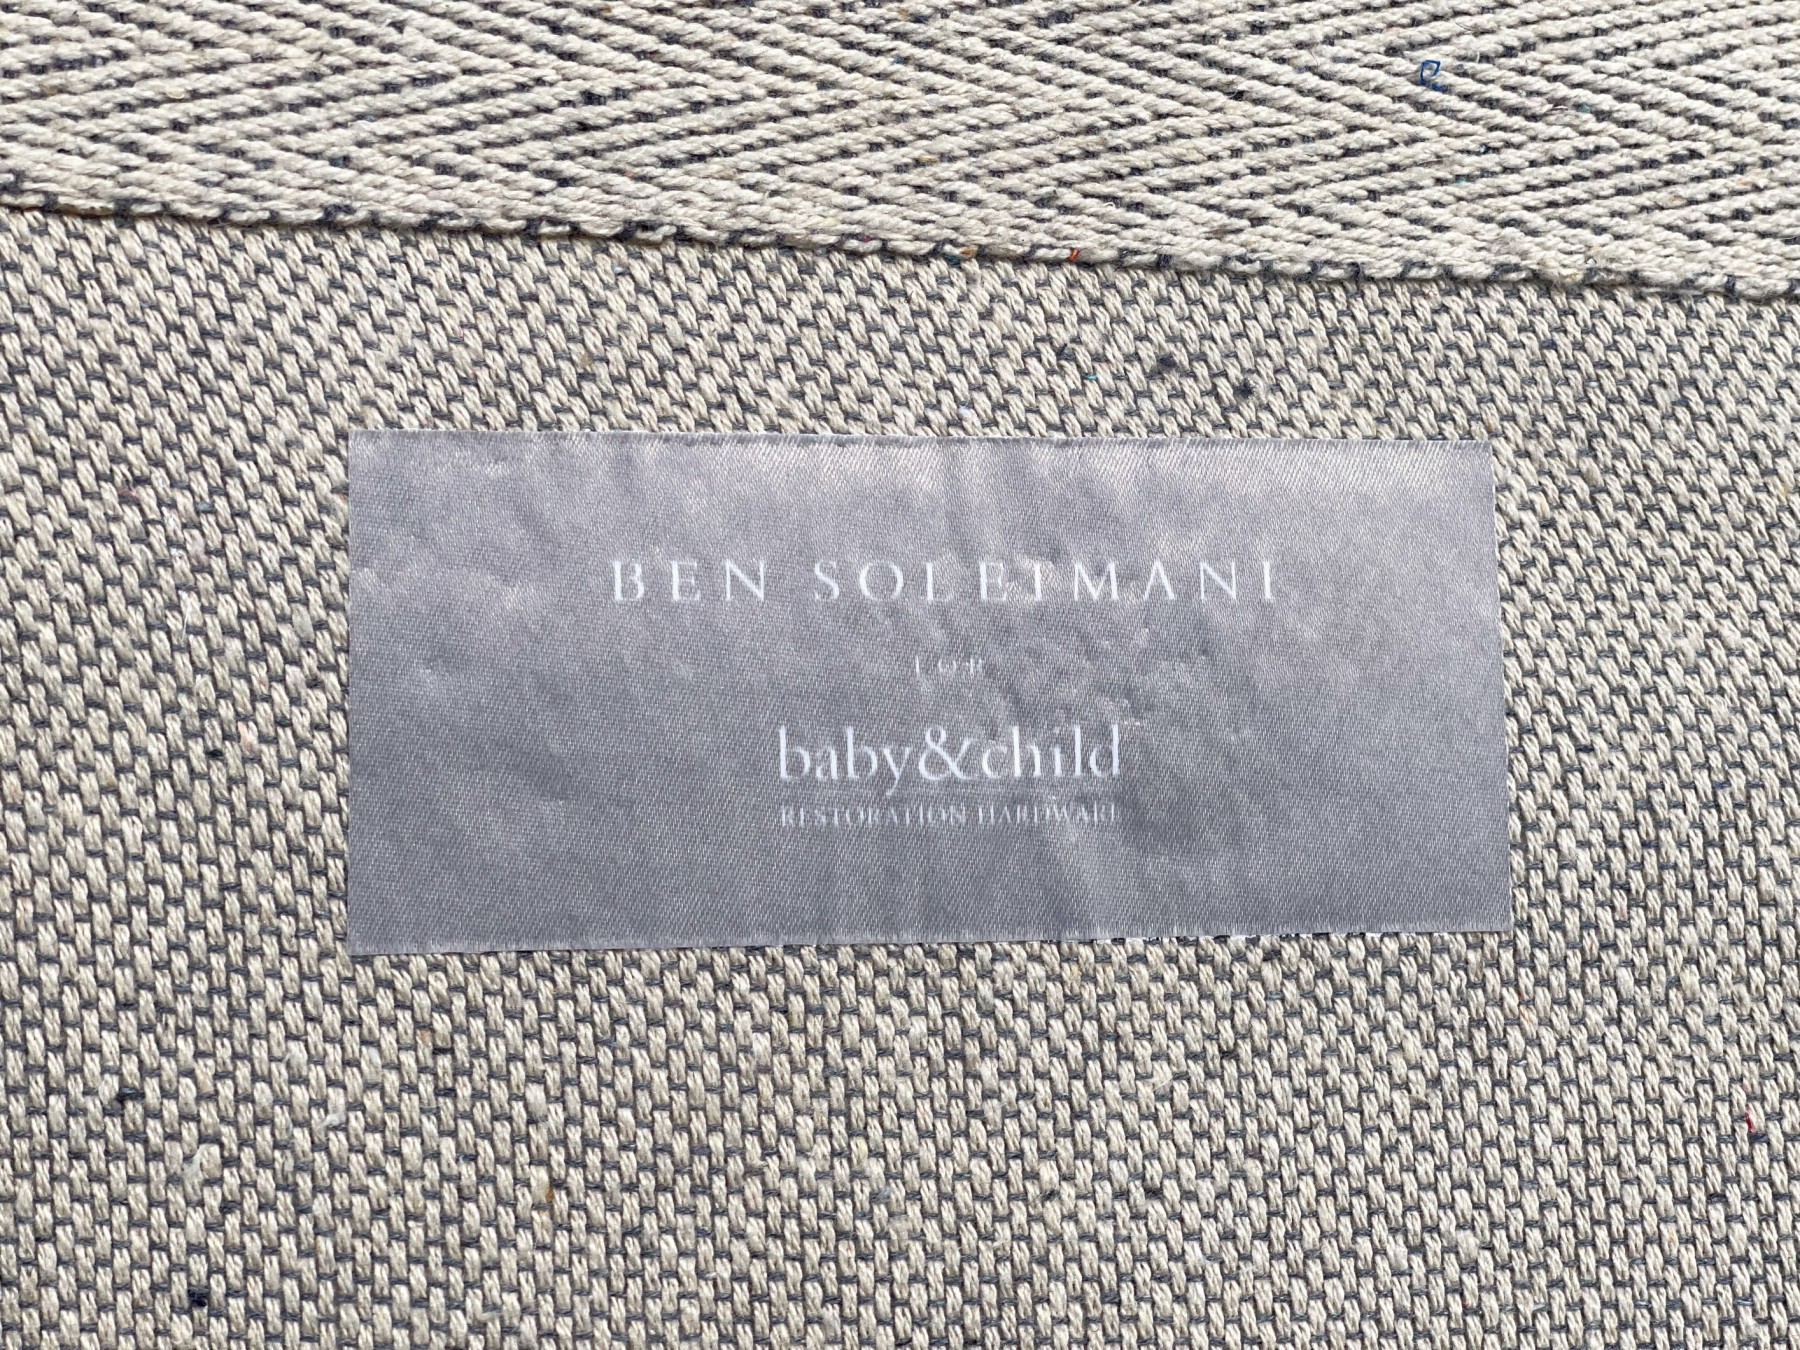 BEN SOLEIMANI
FOR
baby&child
RESTORATION HARDWARE